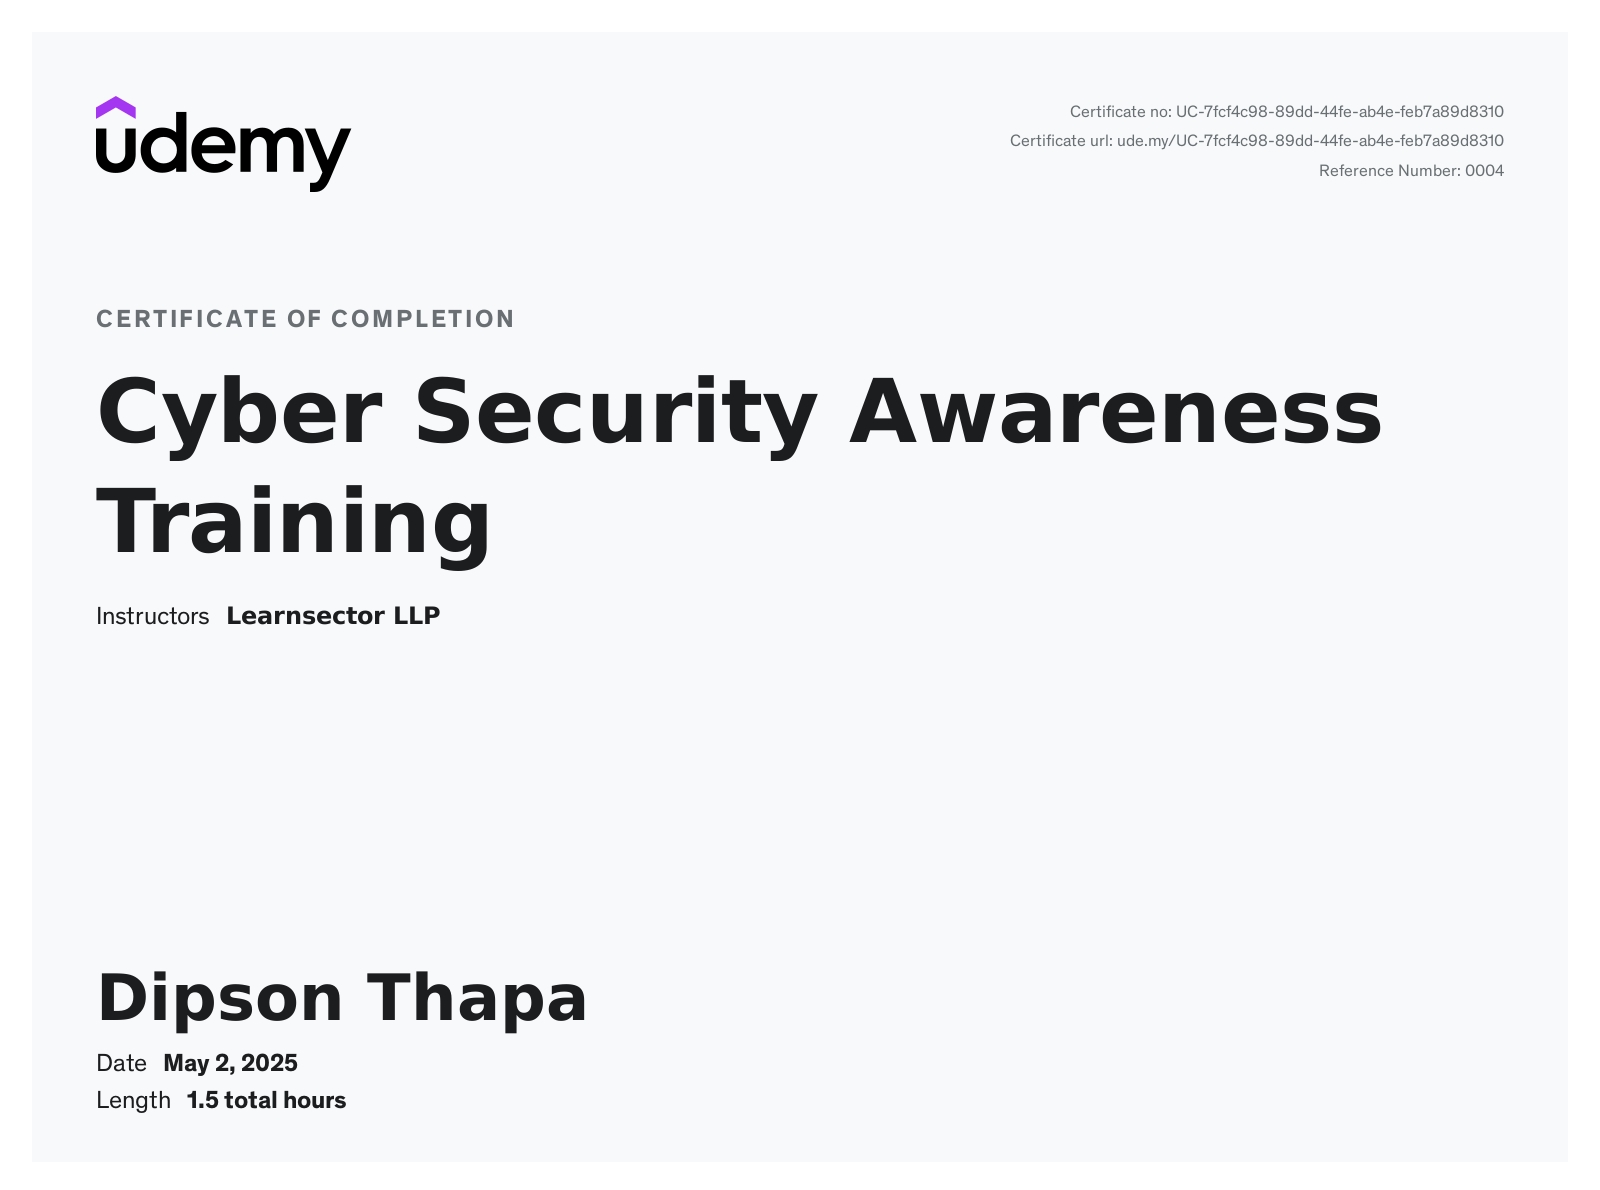 udemy
Certificate no: UC-7fcf4c98-89dd-44fe-ab4e-feb7a89d8310
Certificate url: ude.my/UC-7fcf4c98-89dd-44fe-ab4e-feb7a89d8310
Reference Number: 0004
CERTIFICATE OF COMPLETION
Cyber Security Awareness
Training
Instructors Learnsector LLP
Dipson Thapa
Date May 2, 2025
Length 1.5 total hours